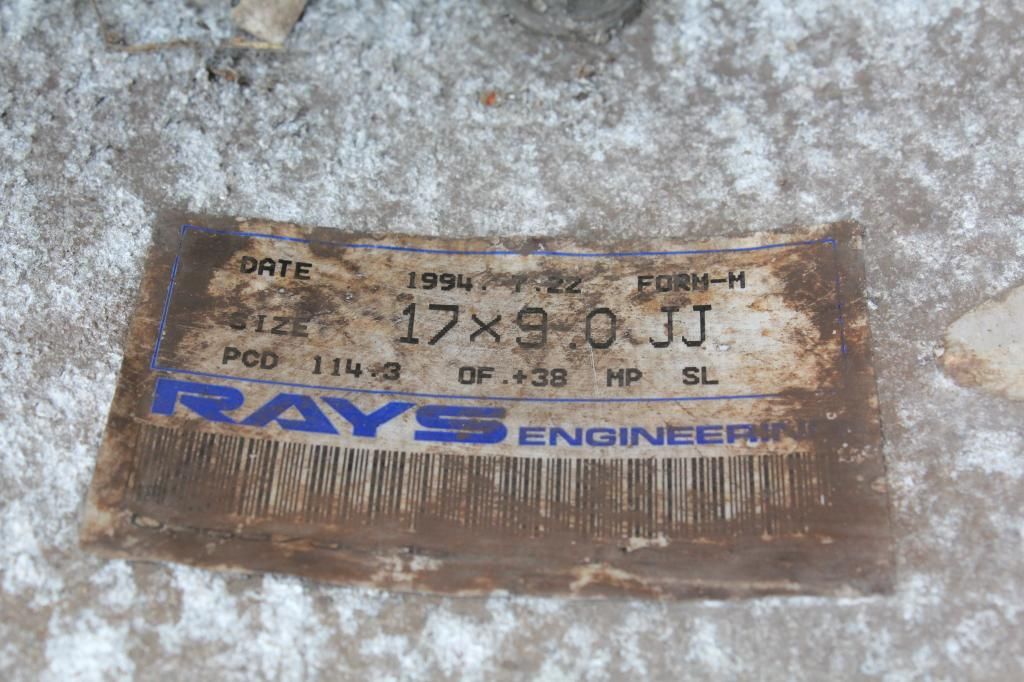 DATE 1994. 7.22 FORM-M
SIZE 17×9.0 JJ
PCD 114.3 OF.+38 MP SL
RAYS ENGINEERING